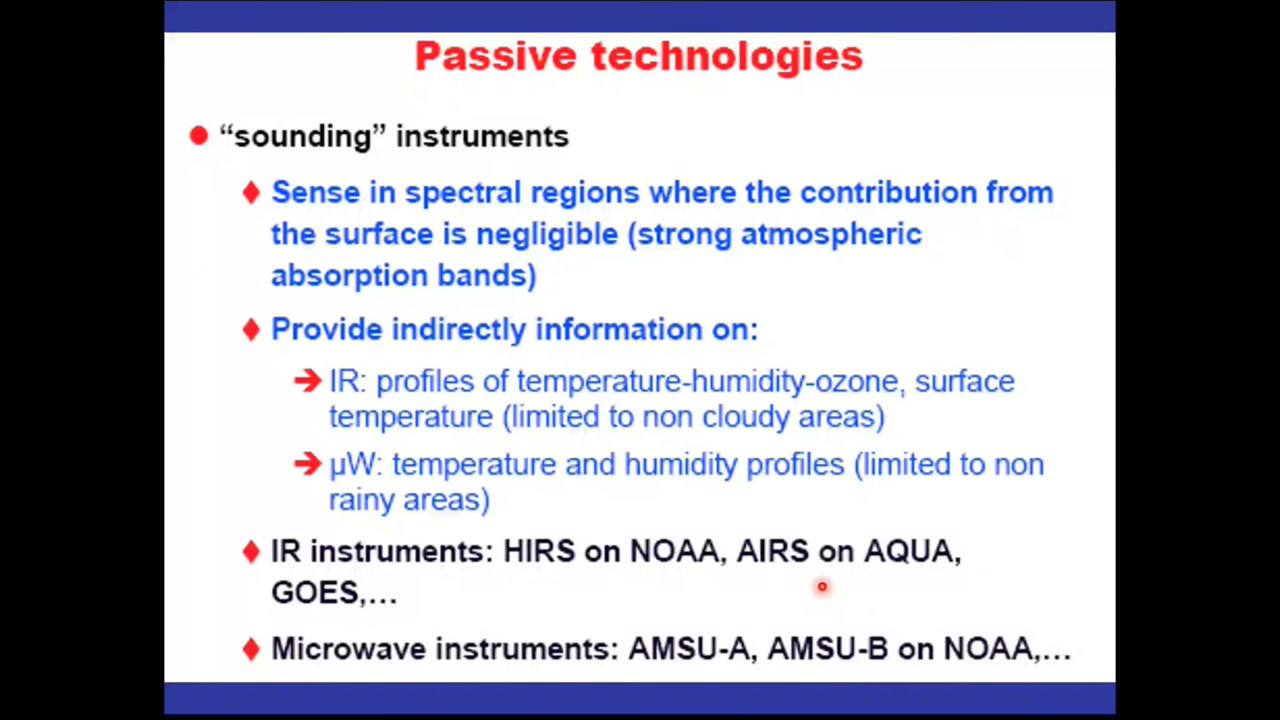 Passive technologies
“sounding” instruments
Sense in spectral regions where the contribution from
the surface is negligible (strong atmospheric
absorption bands)
Provide indirectly information on:
IR: profiles of temperature-humidity-ozone, surface
temperature (limited to non cloudy areas)
µW: temperature and humidity profiles (limited to non
rainy areas)
IR instruments: HIRS on NOAA, AIRS on AQUA,
GOES,...
Microwave instruments: AMSU-A, AMSU-B on NOAA,...